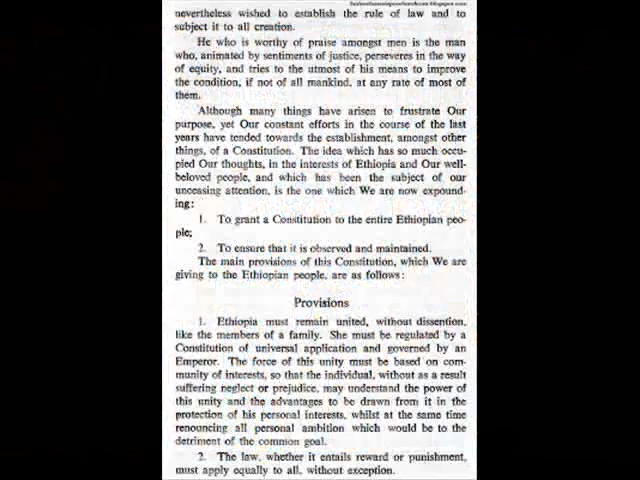 nevertheless wished to establish the rule of law and to
subject it to all creation.
He who is worthy of praise amongst men is the man
who, animated by sentiments of justice, perseveres in the way
of equity, and tries to the utmost of his means to improve
the condition, if not of all mankind, at any rate of most of
them.
Although many things have arisen to frustrate Our
purpose, yet Our constant efforts in the course of the last
years have tended towards the establishment, amongst other
things, of a Constitution. The idea which has so much occu-
pied Our thoughts, in the interests of Ethiopia and Our well-
beloved people, and which has been the subject of our
unceasing attention, is the one which We are now expound-
ing:
1. To grant a Constitution to the entire Ethiopian peo-
ple;
2. To ensure that it is observed and maintained.
The main provisions of this Constitution, which We are
giving to the Ethiopian people, are as follows:
Provisions
1. Ethiopia must remain united, without dissention,
like the members of a family. She must be regulated by a
Constitution of universal application and governed by an
Emperor. The force of this unity must be based on com-
munity of interests, so that the individual, without as a result
suffering neglect or prejudice, may understand the power of
this unity and the advantages to be drawn from it in the
protection of his personal interests, whilst at the same time
renouncing all personal ambition which would be to the
detriment of the common goal.
2. The law, whether it entails reward or punishment,
must apply equally to all, without exception.